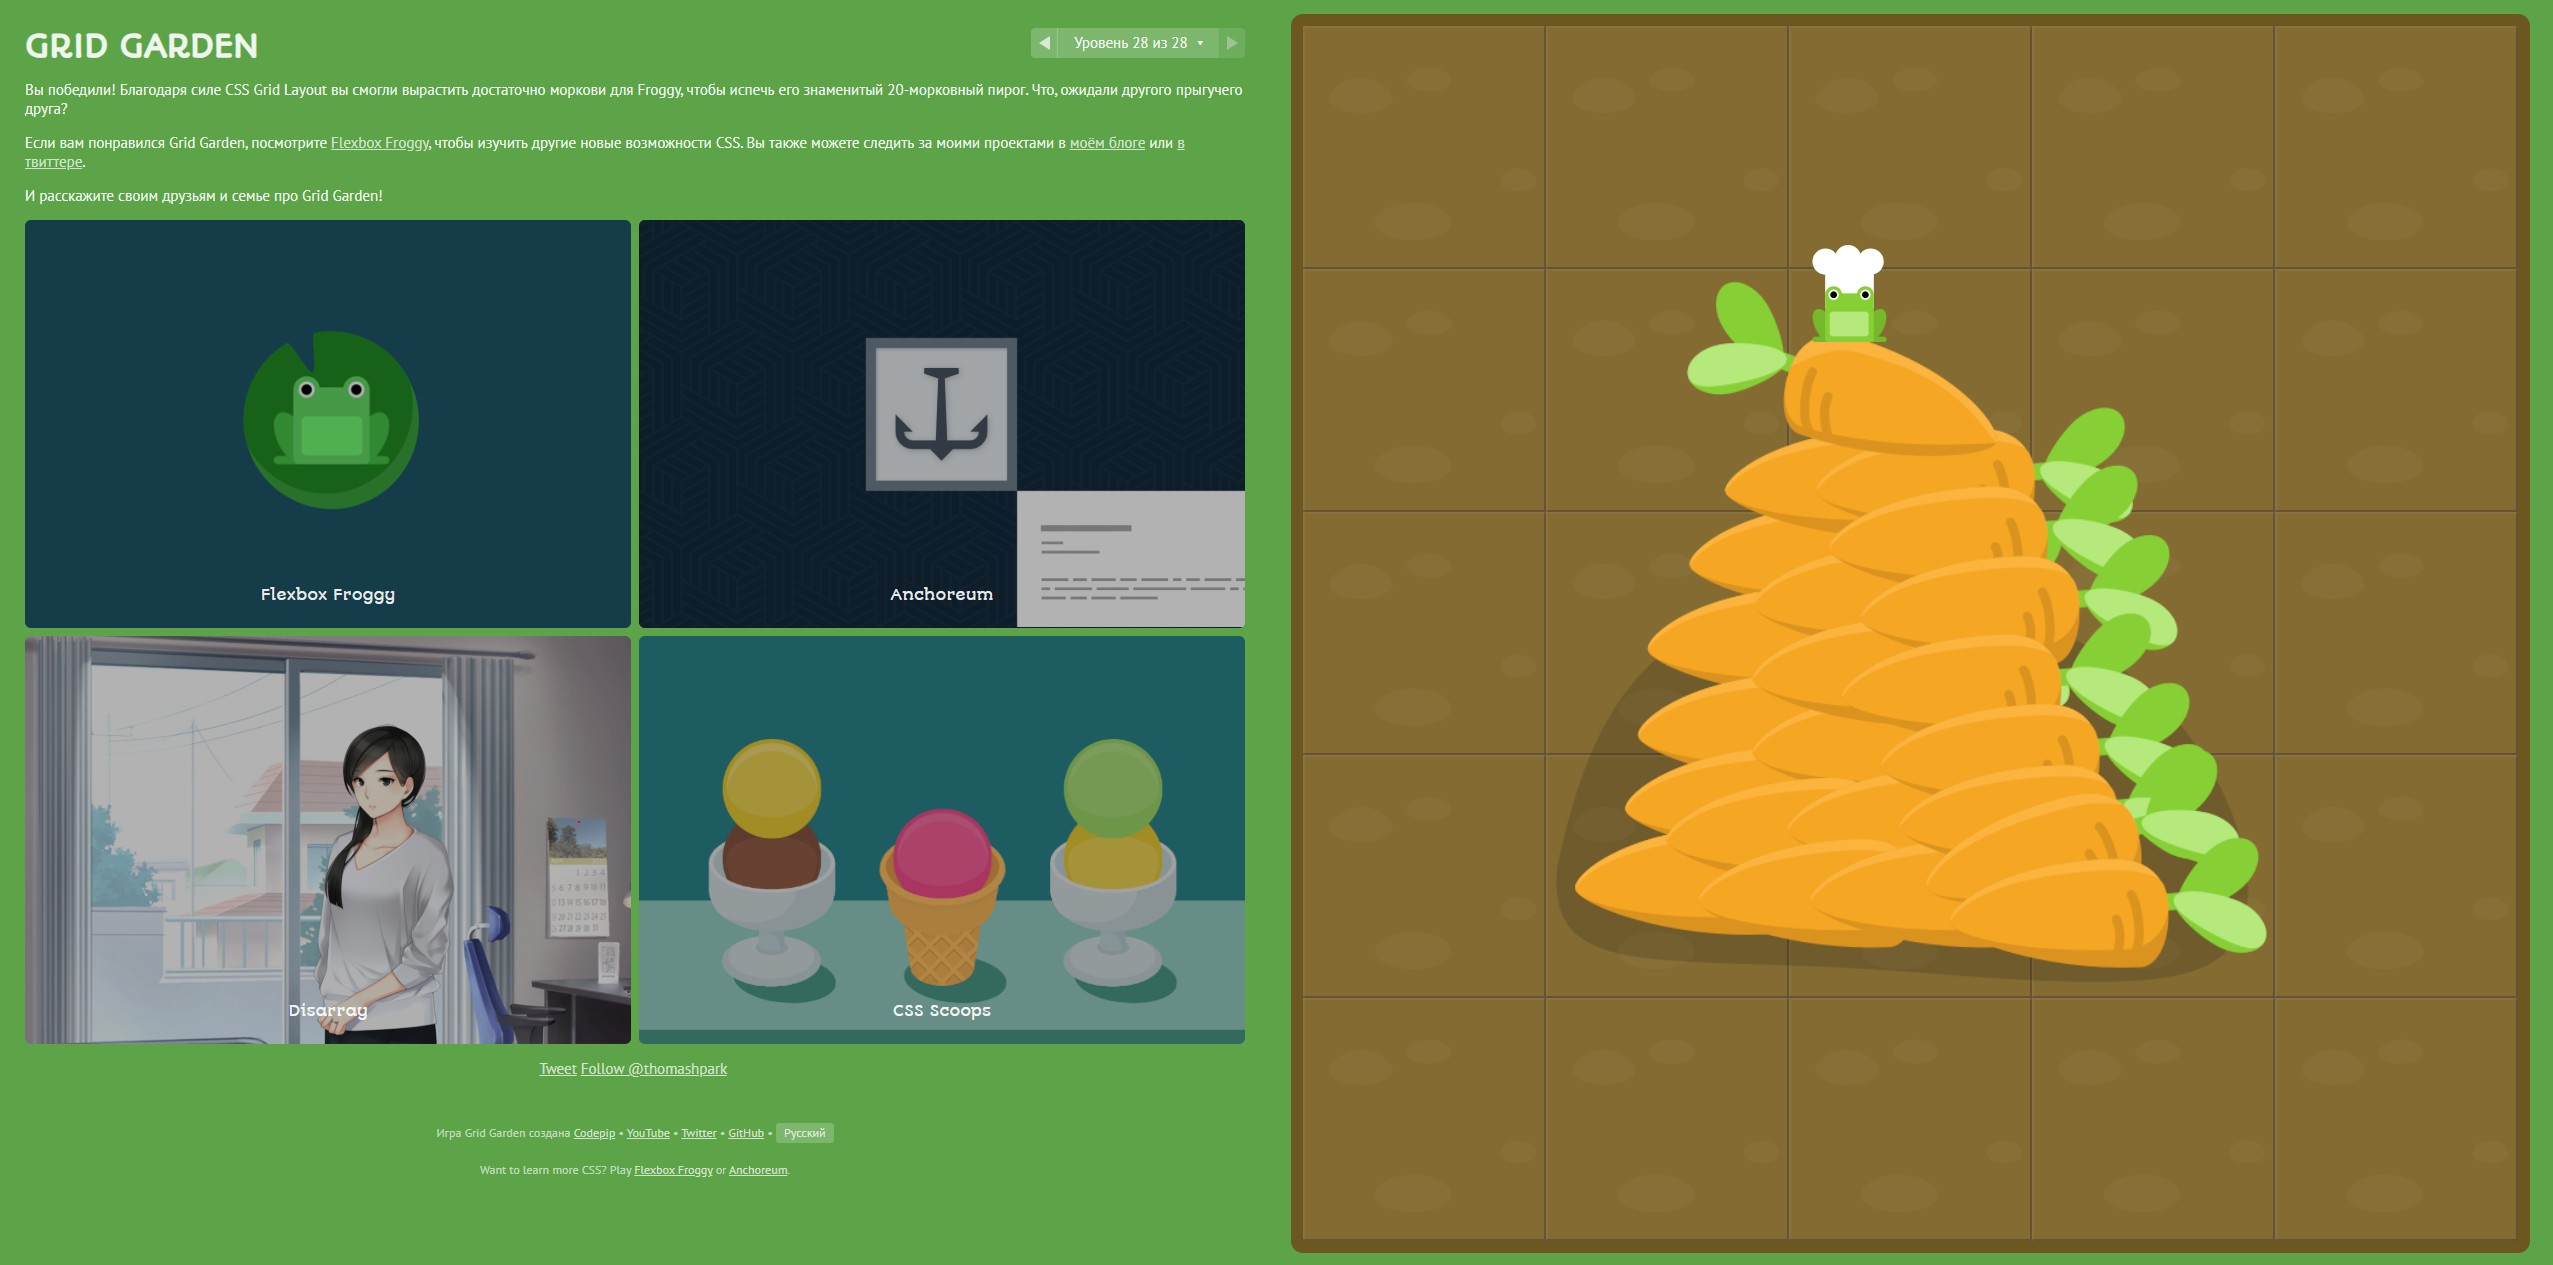 GRID GARDEN
Уровень 28 из 28
Вы победили! Благодаря силе CSS Grid Layout вы смогли вырастить достаточно моркови для Froggy, чтобы испечь его знаменитый 20-морковный пирог. Что, ожидали другого прыгучего
друга?
Если вам понравился Grid Garden, посмотрите Flexbox Froggy, чтобы изучить другие новые возможности CSS. Вы также можете следить за моими проектами в моём блоге или в
твиттере.
И расскажите своим друзьям и семье про Grid Garden!
Flexbox Froggy
Anchoreum
Disarray
CSS Scoops
Tweet Follow @thomashpark
Игра Grid Garden создана Codepip • YouTube • Twitter • GitHub • Русский
Want to learn more CSS? Play Flexbox Froggy or Anchoreum.